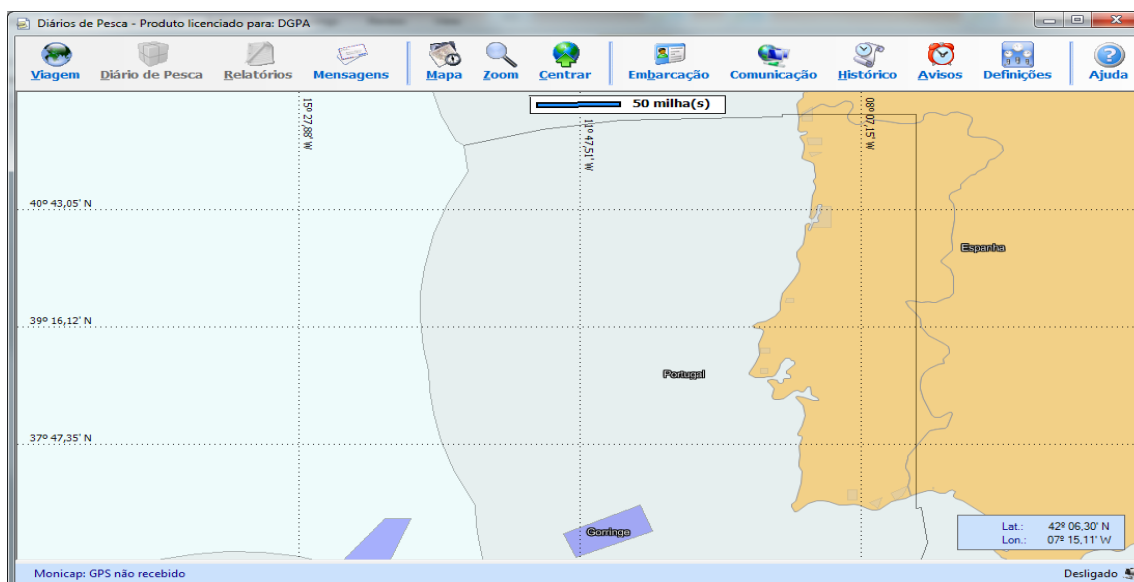 Diários de Pesca - Produto licenciado para: DGPA
Viagem Diário de Pesca Relatórios Mensagens Mapa Zoom Centrar Embarcação Comunicação Histórico Avisos Definições Ajuda
50 milha(s)
15º 27,88' W
11º 47,51' W
08º 07,15' W
40º 43,05' N
Espanha
39º 16,12' N
Portugal
37º 47,35' N
Gorringe
Lat.: 42º 06,30' N
Lon.: 07º 15,11' W
Monicap: GPS não recebido Desligado